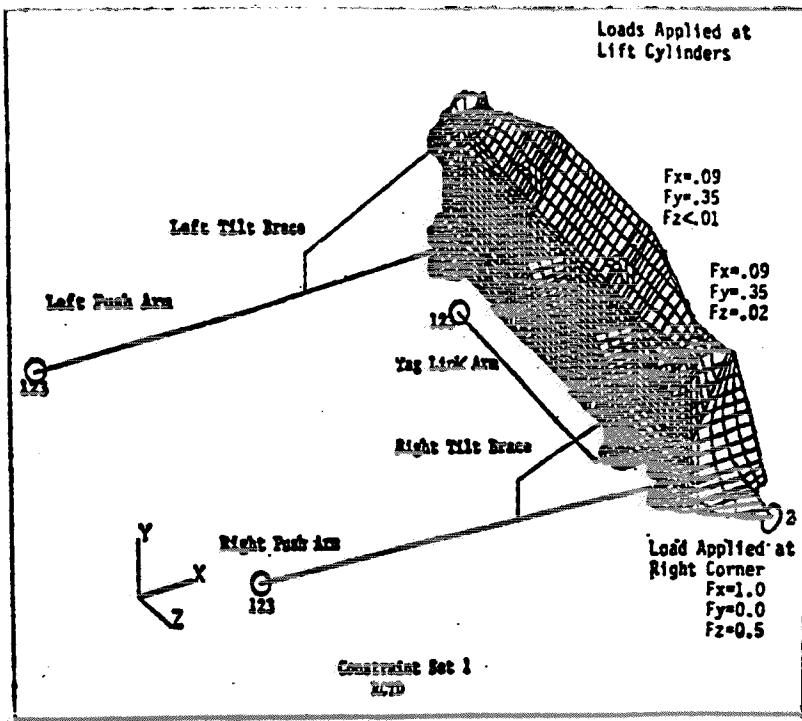 Loads Applied at
Lift Cylinders
Fx=.09
Fy=.35
Fz<.01
Fx=.09
Fy=.35
Fz=.02
Left Tilt Brace
Left Push Arm
123
Yag Link Arm
123
Right Tilt Brace
Right Push Arm
123
2
Load Applied at
Right Corner
Fx=1.0
Fy=0.0
Fz=0.5
Y
X
Z
Constraint Set 1